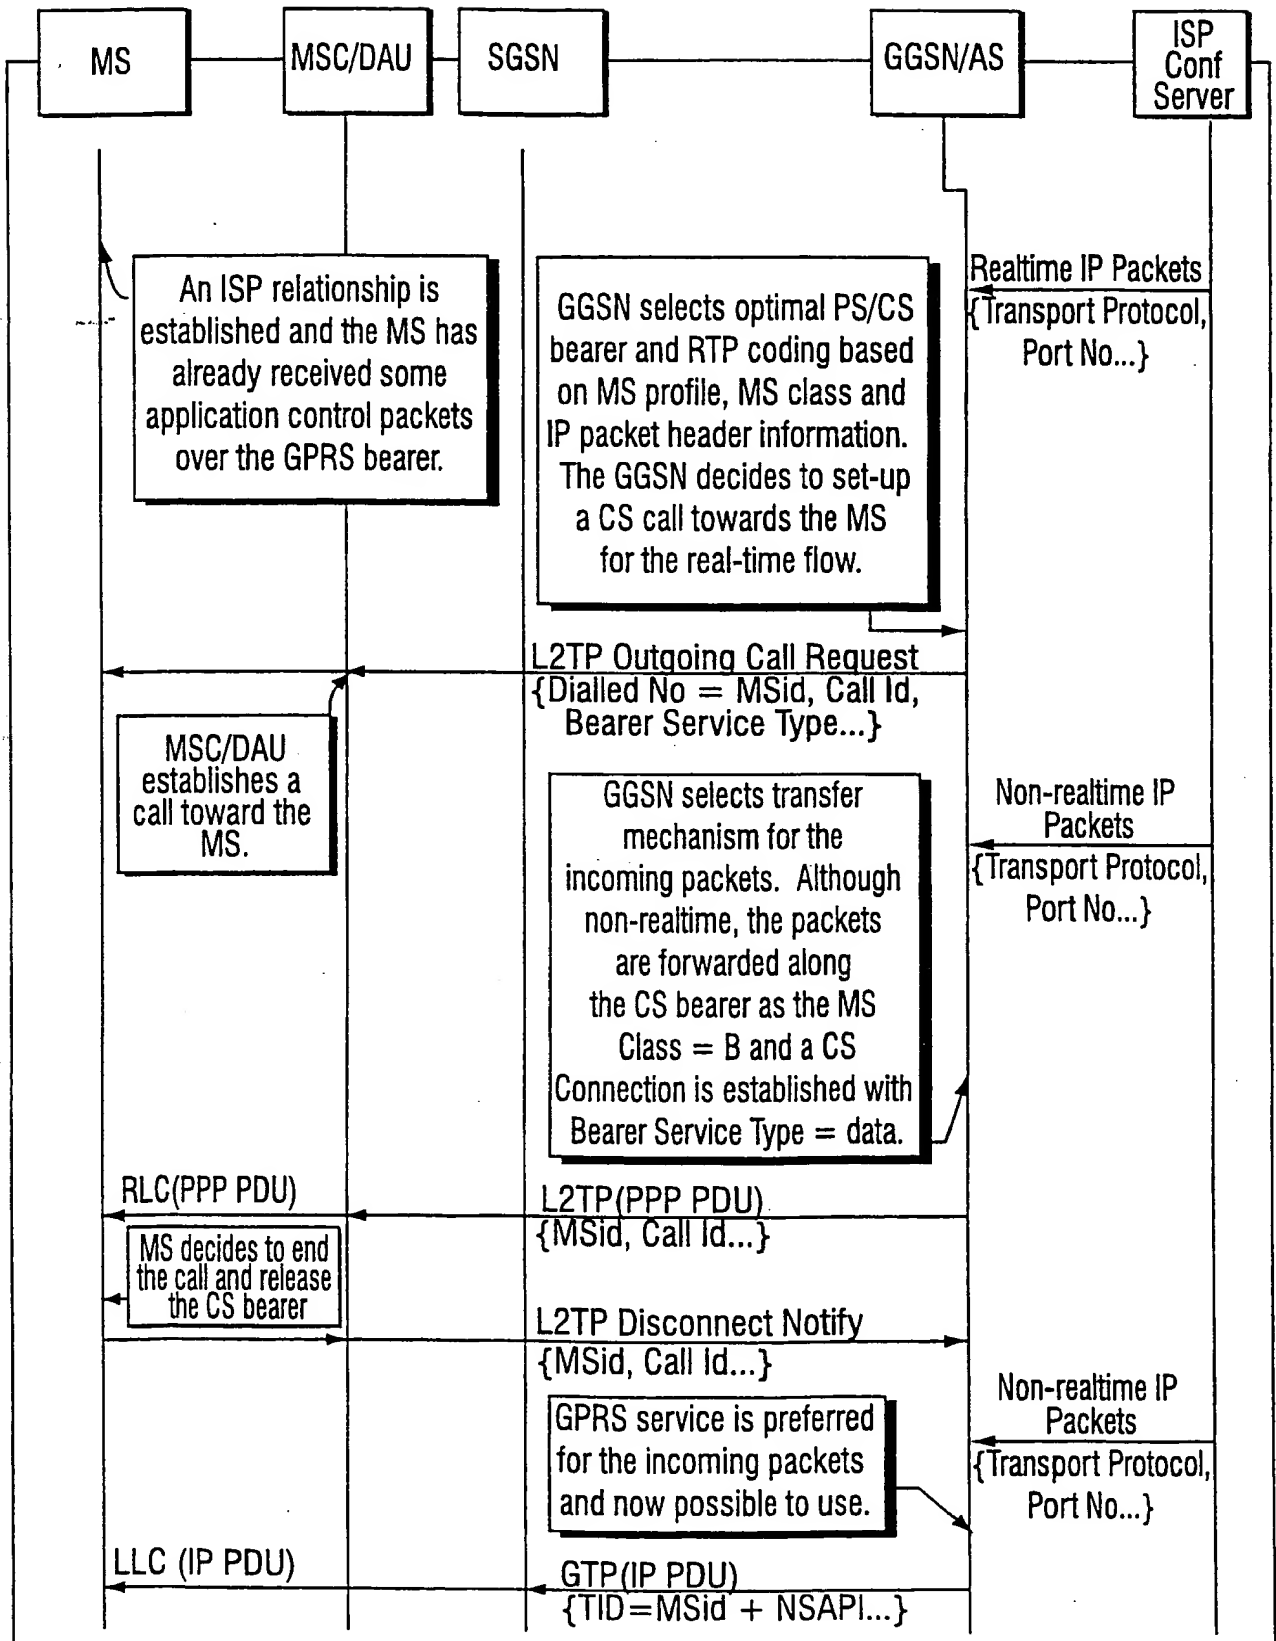 MS
MSC/DAU
SGSN
GGSN/AS
ISP
Conf
Server
An ISP relationship is
established and the MS has
already received some
application control packets
over the GPRS bearer.
GGSN selects optimal PS/CS
bearer and RTP coding based
on MS profile, MS class and
IP packet header information.
The GGSN decides to set-up
a CS call towards the MS
for the real-time flow.
Realtime IP Packets
{Transport Protocol,
Port No...}
L2TP Outgoing Call Request
{Dialled No = MSid, Call Id,
Bearer Service Type...}
MSC/DAU
establishes a
call toward the
MS.
GGSN selects transfer
mechanism for the
incoming packets. Although
non-realtime, the packets
are forwarded along
the CS bearer as the MS
Class = B and a CS
Connection is established with
Bearer Service Type = data.
Non-realtime IP
Packets
{Transport Protocol,
Port No...}
RLC(PPP PDU)
L2TP(PPP PDU)
{MSid, Call Id...}
MS decides to end
the call and release
the CS bearer
L2TP Disconnect Notify
{MSid, Call Id...}
GPRS service is preferred
for the incoming packets
and now possible to use.
Non-realtime IP
Packets
{Transport Protocol,
Port No...}
LLC (IP PDU)
GTP(IP PDU)
{TID=MSid + NSAPI...}